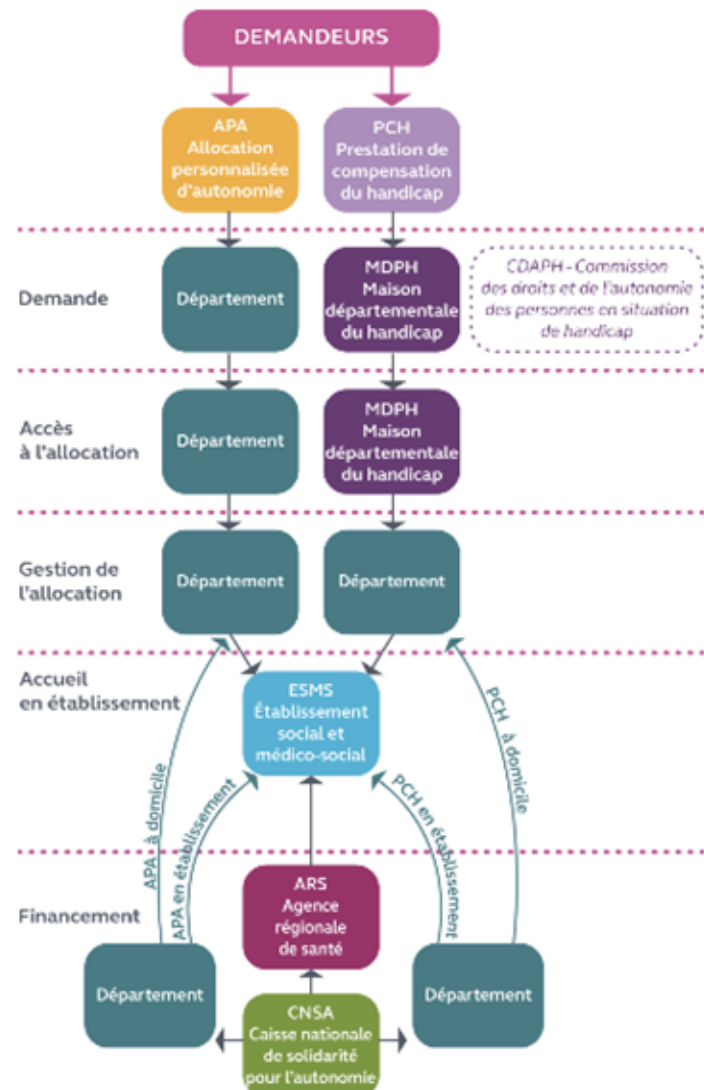 DEMANDEURS
APA
Allocation
personnalisée
d'autonomie
PCH
Prestation de
compensation
du handicap
Demande
Département
MDPH
Maison
départementale
du handicap
CDAPH - Commission
des droits et de l'autonomie
des personnes en situation
de handicap
Accès
à l'allocation
Département
MDPH
Maison
départementale
du handicap
Gestion de
l'allocation
Département
Département
Accueil
en établissement
ESMS
Établissement
social et
médico-social
APA à domicile
APA en établissement
PCH en établissement
PCH à domicile
Financement
ARS
Agence
régionale
de santé
Département
Département
CNSA
Caisse nationale
de solidarité
pour l'autonomie